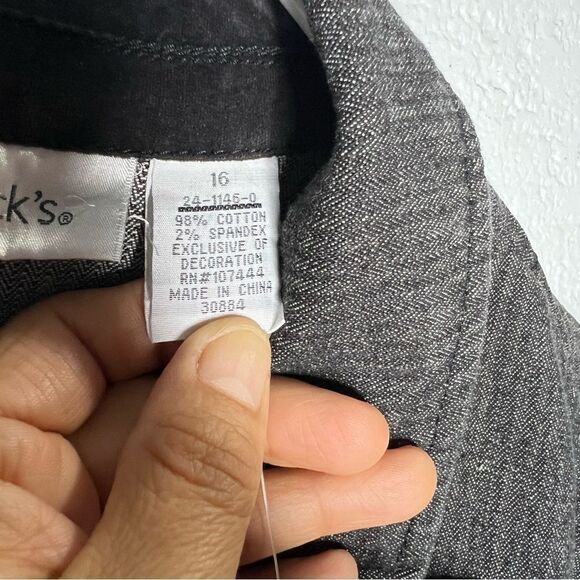 ck's®
16
24-1146-0
98% COTTON
2% SPANDEX
EXCLUSIVE OF
DECORATION
RN#107444
MADE IN CHINA
30884